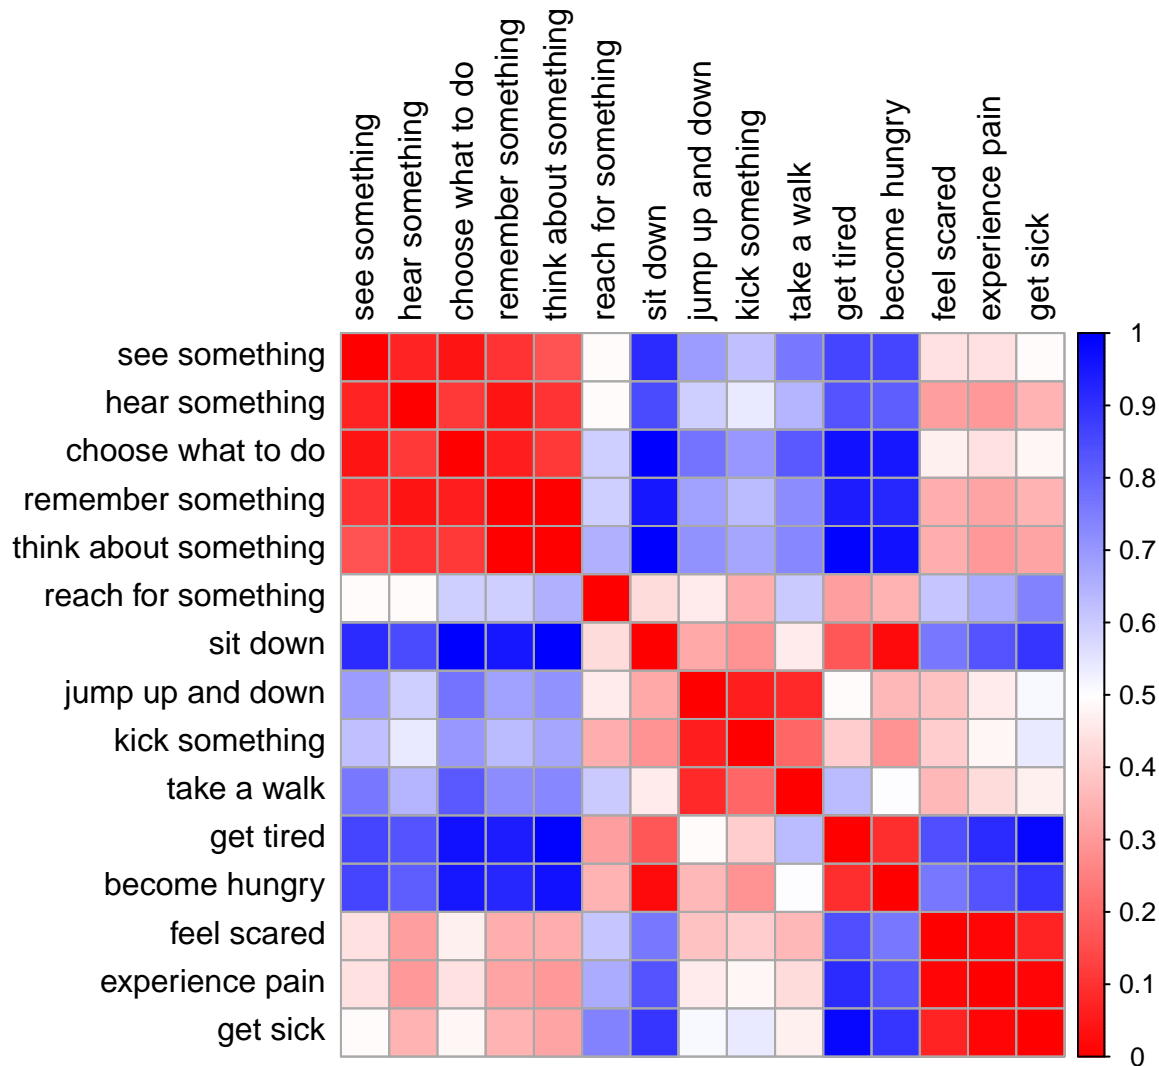 see something
hear something
choose what to do
remember something
think about something
reach for something
sit down
jump up and down
kick something
take a walk
get tired
become hungry
feel scared
experience pain
get sick
see something
hear something
choose what to do
remember something
think about something
reach for something
sit down
jump up and down
kick something
take a walk
get tired
become hungry
feel scared
experience pain
get sick
1
0.9
0.8
0.7
0.6
0.5
0.4
0.3
0.2
0.1
0